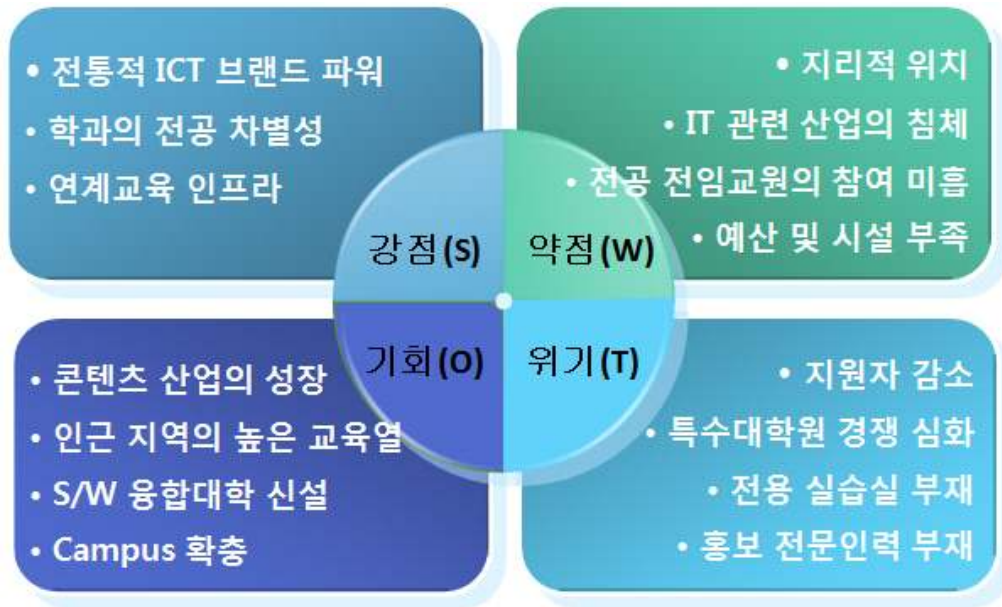 • 전통적 ICT 브랜드 파워
• 학과의 전공 차별성
• 연계교육 인프라
• 지리적 위치
• IT 관련 산업의 침체
• 전공 전임교원의 참여 미흡
• 예산 및 시설 부족
강점(S)
약점(W)
기회(O)
위기(T)
• 콘텐츠 산업의 성장
• 인근 지역의 높은 교육열
• S/W 융합대학 신설
• Campus 확충
• 지원자 감소
• 특수대학원 경쟁 심화
• 전용 실습실 부재
• 홍보 전문인력 부재